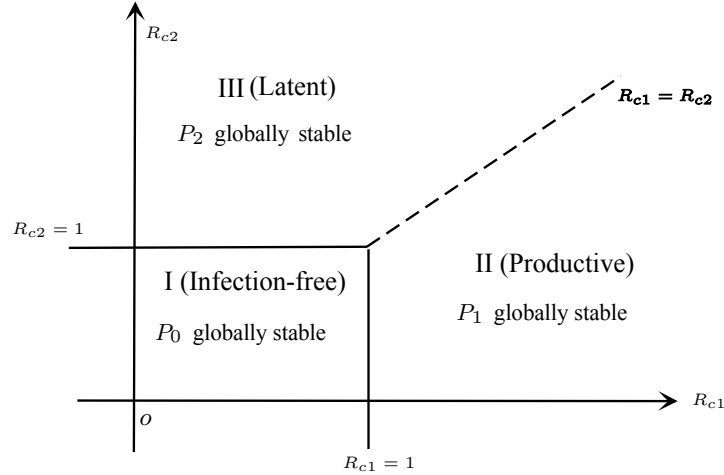 R_{c2}
III (Latent)
R_{c1} = R_{c2}
P_2 globally stable
R_{c2} = 1
I (Infection-free)
II (Productive)
P_0 globally stable
P_1 globally stable
o
R_{c1}
R_{c1} = 1